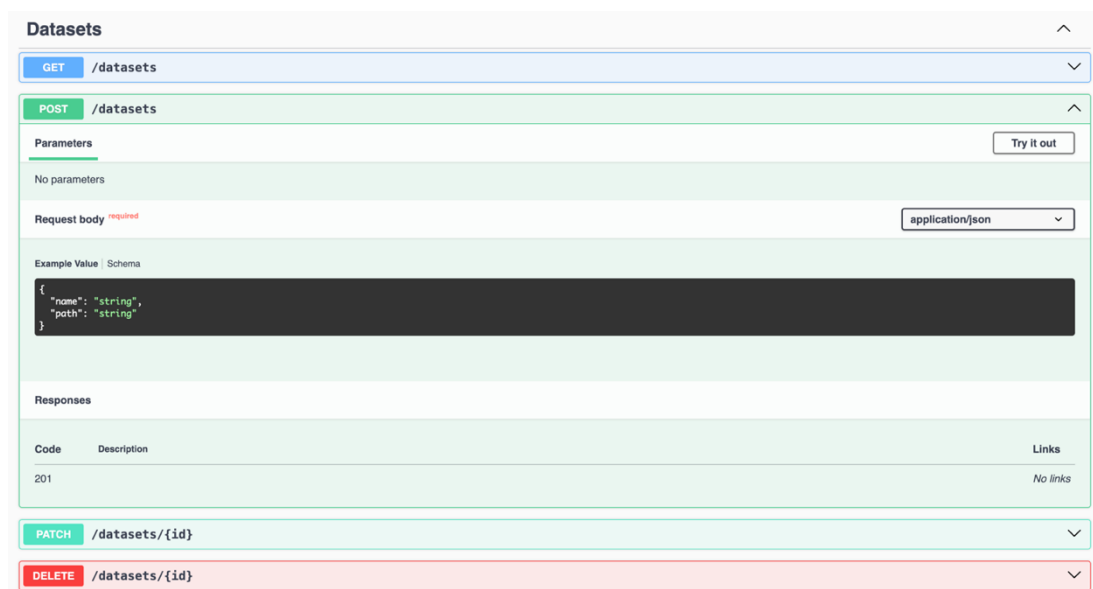 Datasets
GET /datasets
POST /datasets
Parameters Try it out
No parameters
Request body required application/json
Example Value Schema
{
"name": "string",
"path": "string"
}
Responses
Code Description Links
201 No links
PATCH /datasets/{id}
DELETE /datasets/{id}